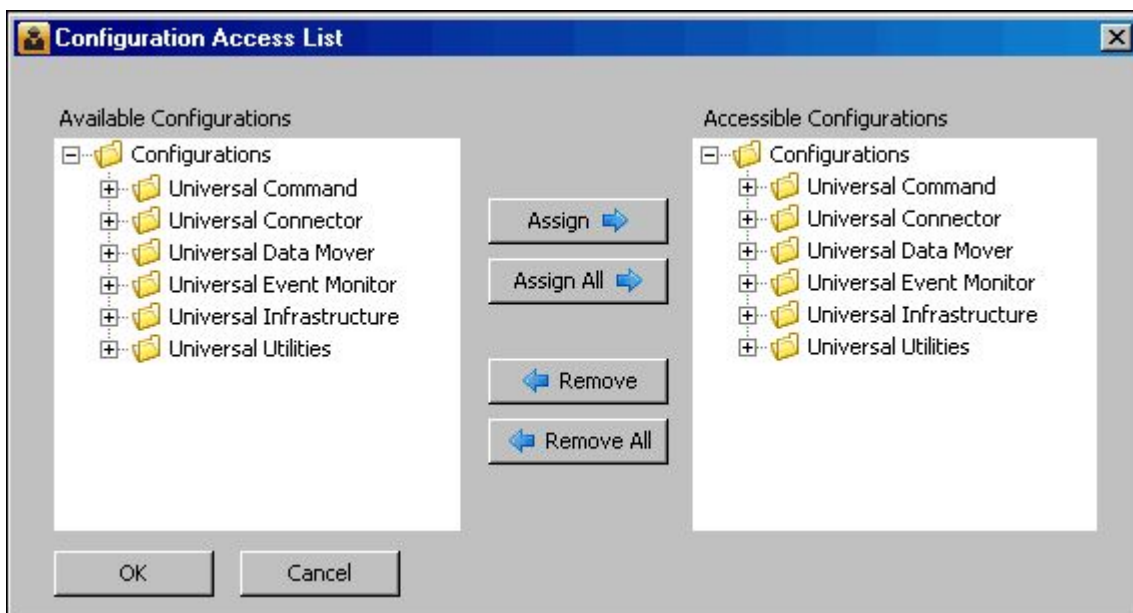 Configuration Access List
Available Configurations
Configurations
Universal Command
Universal Connector
Universal Data Mover
Universal Event Monitor
Universal Infrastructure
Universal Utilities
Assign
Assign All
Remove
Remove All
Accessible Configurations
Configurations
Universal Command
Universal Connector
Universal Data Mover
Universal Event Monitor
Universal Infrastructure
Universal Utilities
OK
Cancel